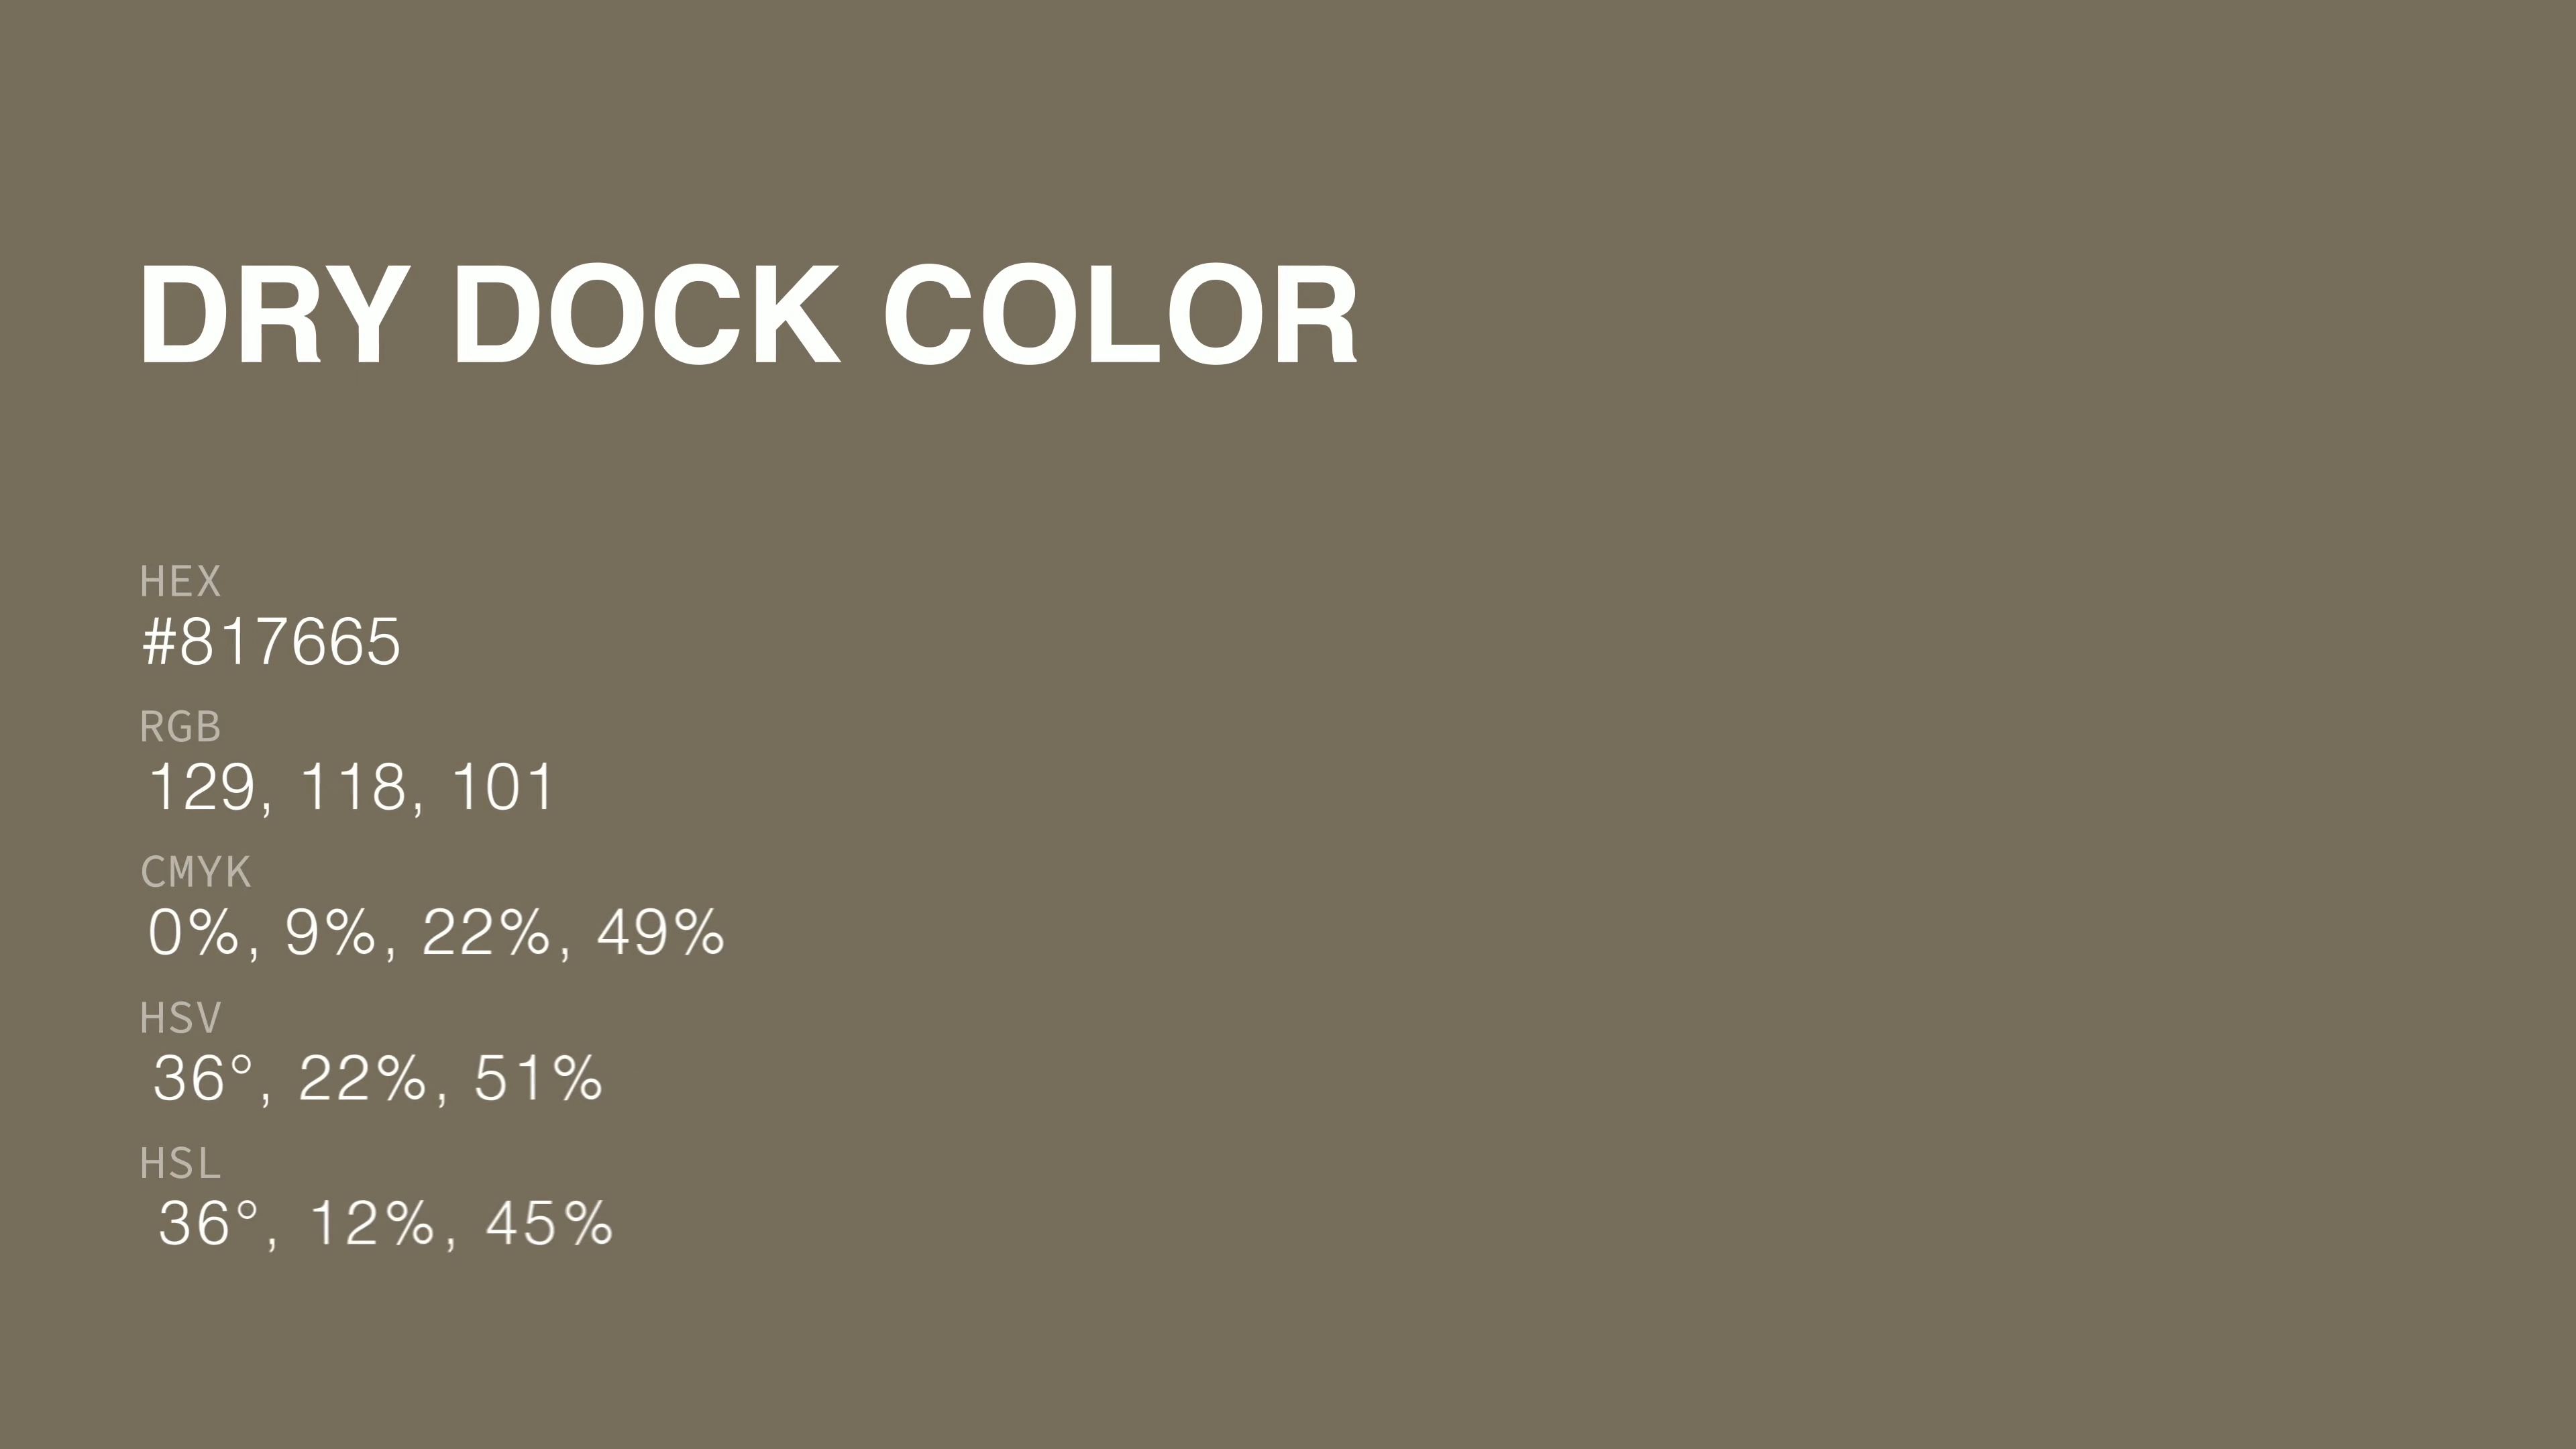 DRY DOCK COLOR
HEX
#817665
RGB
129, 118, 101
CMYK
0%, 9%, 22%, 49%
HSV
36°, 22%, 51%
HSL
36°, 12%, 45%